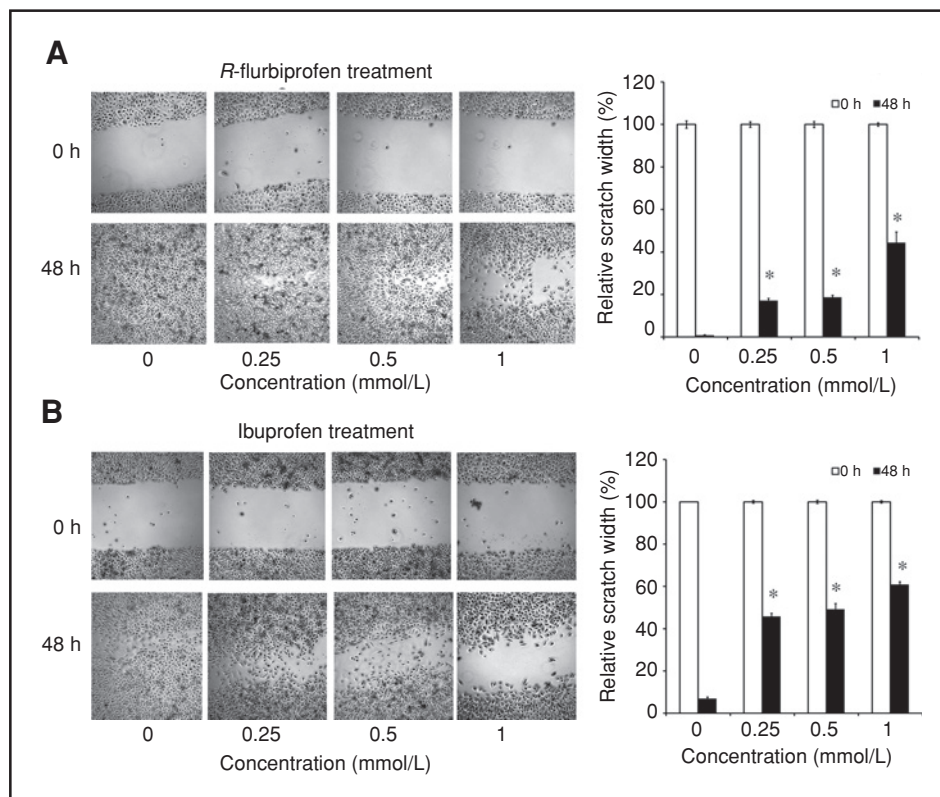 A
R-flurbiprofen treatment
0 h
48 h
0 0.25 0.5 1
Concentration (mmol/L)
Relative scratch width (%)
120
100
80
60
40
20
0
0 h 48 h
*
*
*
0 0.25 0.5 1
Concentration (mmol/L)
B
Ibuprofen treatment
0 h
48 h
0 0.25 0.5 1
Concentration (mmol/L)
Relative scratch width (%)
120
100
80
60
40
20
0
0 h 48 h
*
*
*
0 0.25 0.5 1
Concentration (mmol/L)